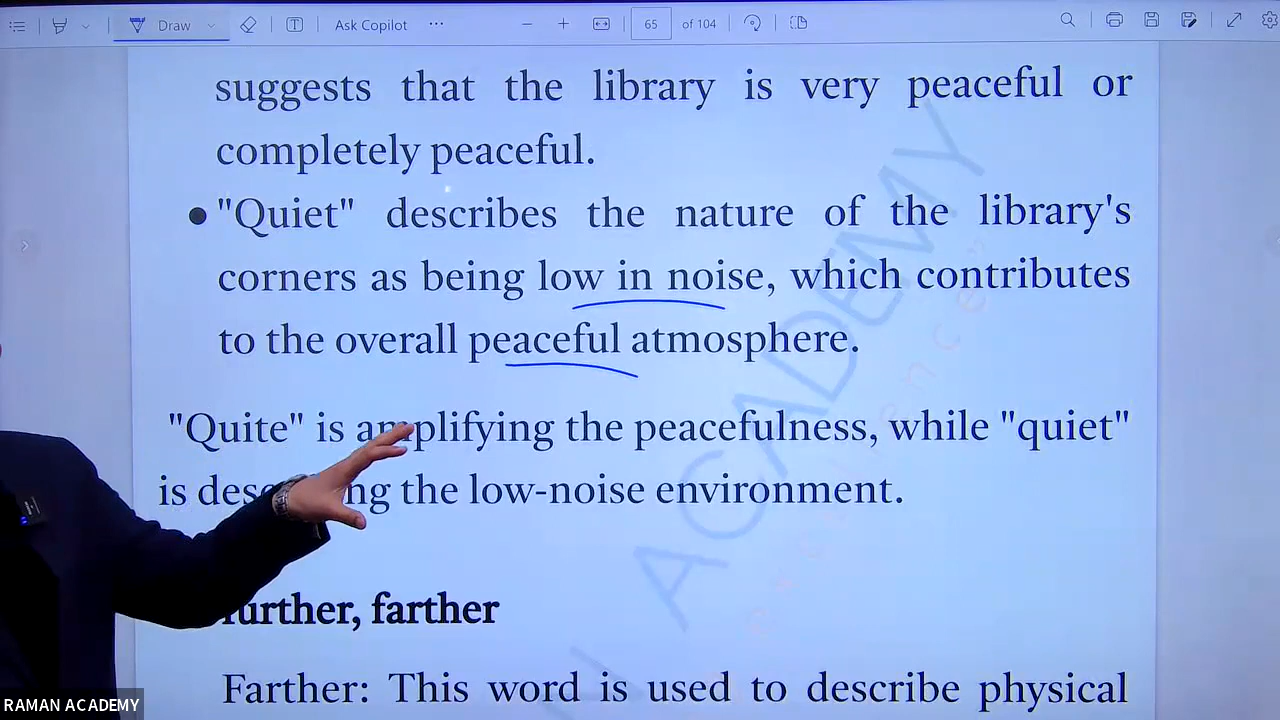 Draw
Ask Copilot
65 of 104
suggests that the library is very peaceful or
completely peaceful.
"Quiet" describes the nature of the library's
corners as being low in noise, which contributes
to the overall peaceful atmosphere.
"Quite" is amplifying the peacefulness, while "quiet"
is the low-noise environment.
further, farther
Farther: This word is used to describe physical
ACADEMY
RAMAN ACADEMY